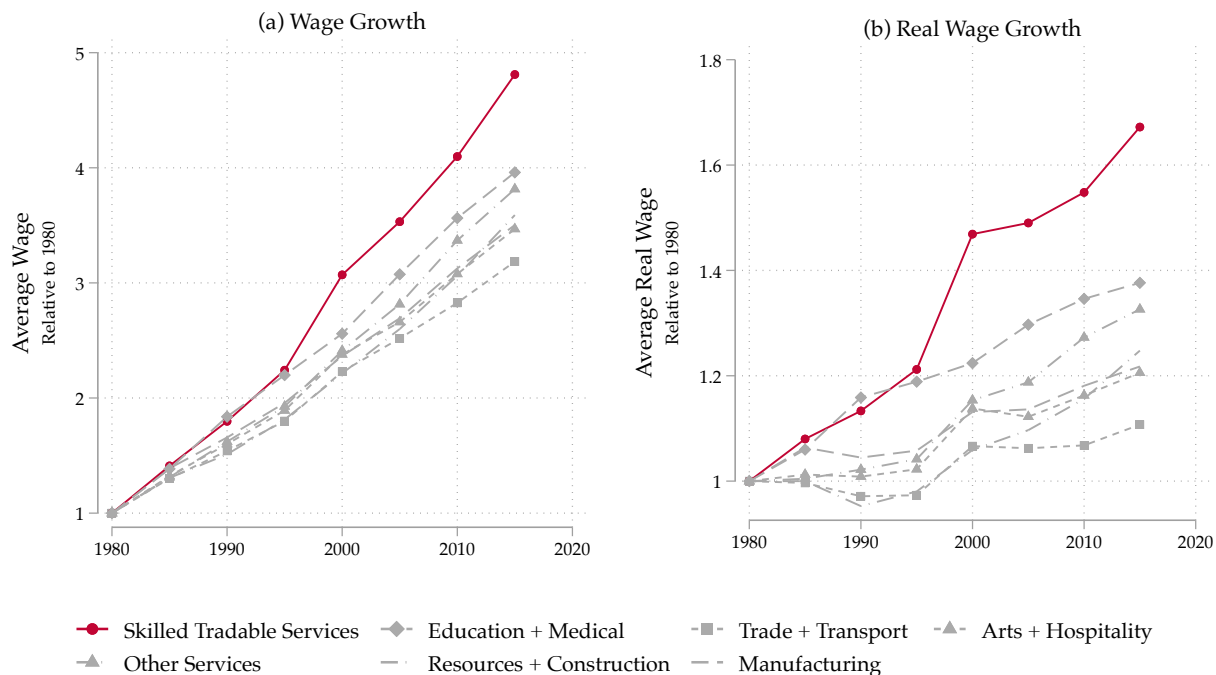 (a) Wage Growth
5
4
3
2
1
Average Wage
Relative to 1980
1980 1990 2000 2010 2020
(b) Real Wage Growth
1.8
1.6
1.4
1.2
1
Average Real Wage
Relative to 1980
1980 1990 2000 2010 2020
Skilled Tradable Services Education + Medical Trade + Transport Arts + Hospitality
Other Services Resources + Construction Manufacturing